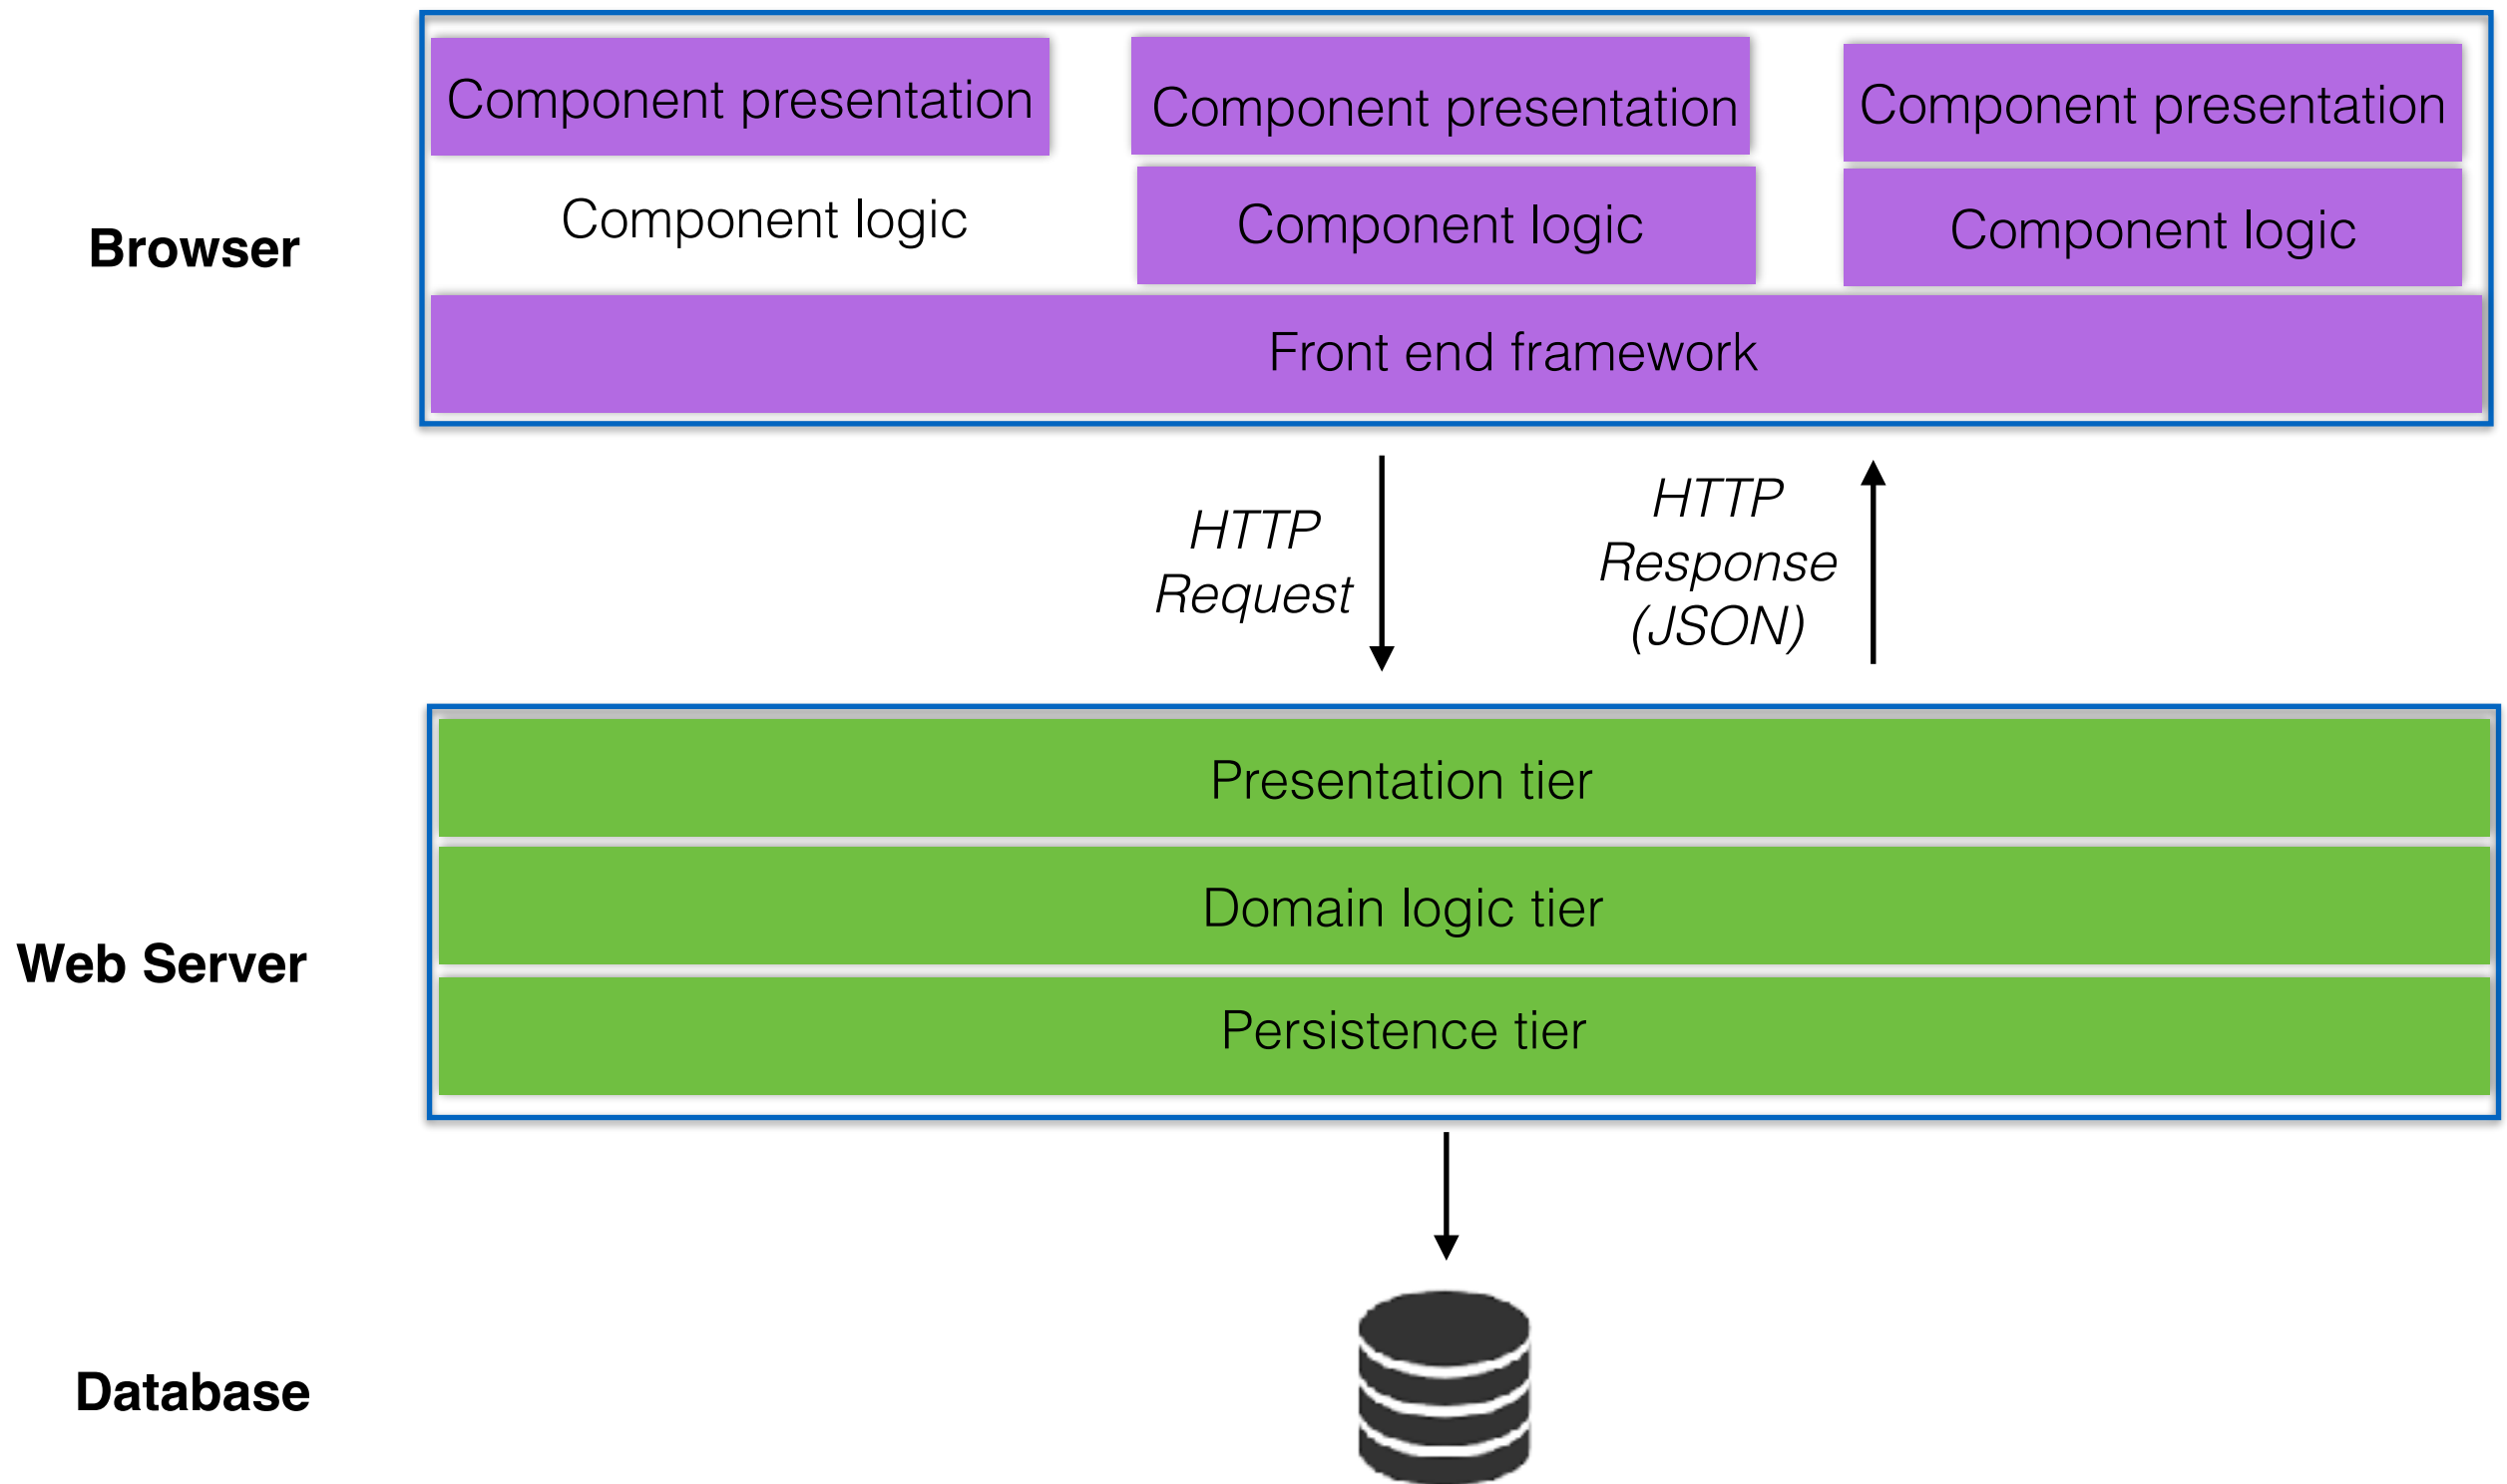 Component presentation
Component presentation
Component presentation
Component logic
Component logic
Component logic
Browser
Front end framework
HTTP
Request
HTTP
Response
(JSON)
Presentation tier
Domain logic tier
Web Server
Persistence tier
Database